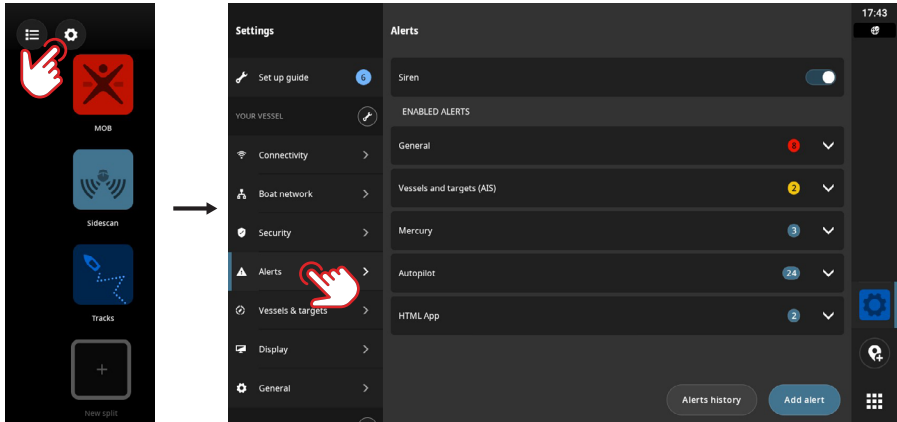 MOB
Sidescan
Tracks
New split
Settings
Set up guide 6
YOUR VESSEL
Connectivity
Boat network
Security
Alerts
Vessels & targets
Display
General
Alerts
Siren
ENABLED ALERTS
General 8
Vessels and targets (AIS) 2
Mercury 3
Autopilot 24
HTML App 2
Alerts history
Add alert
17:43